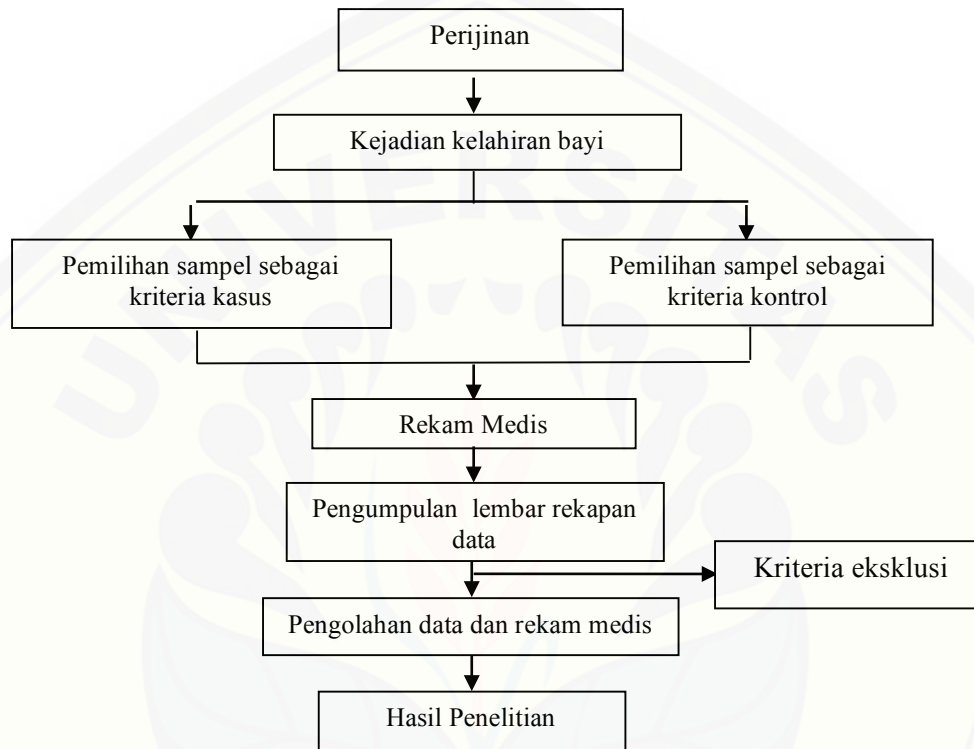 Perijinan
Kejadian kelahiran bayi
Pemilihan sampel sebagai
kriteria kasus
Pemilihan sampel sebagai
kriteria kontrol
Rekam Medis
Pengumpulan lembar rekapan
data
Kriteria eksklusi
Pengolahan data dan rekam medis
Hasil Penelitian
UNIVERSITAS